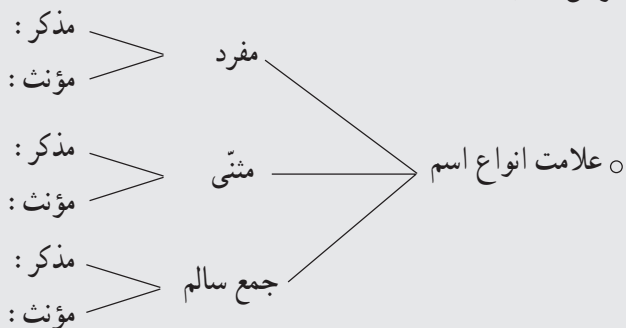 مذکر :
مفرد
مؤنث :
مذکر :
○ علامت انواع اسم
مثنّی
مؤنث :
مذکر :
جمع سالم
مؤنث :